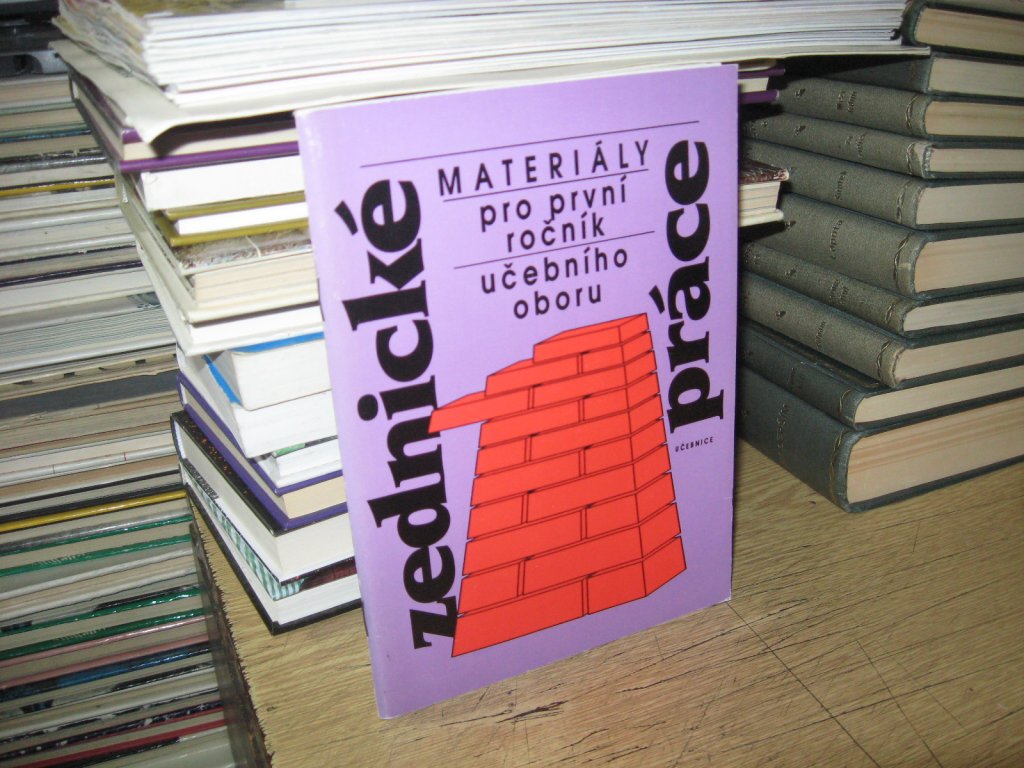 MATERIÁLY
pro první
ročník
učebního
oboru
zednické
práce
UČEBNICE